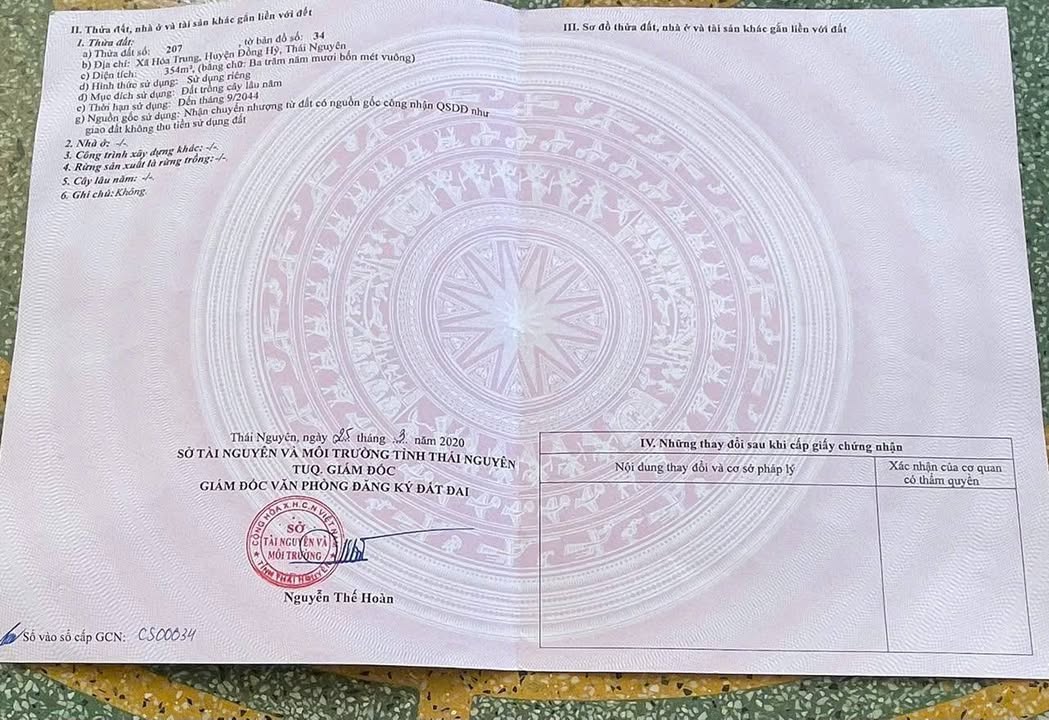 II. Thửa đất, nhà ở và tài sản khác gắn liền với đất
1. Thửa đất:
a) Thửa đất số: 207 , tờ bản đồ số: 34
b) Địa chỉ: Xã Hóa Trung, Huyện Đồng Hỷ, Thái Nguyên
c) Diện tích: 354m², (bằng chữ: Ba trăm năm mươi bốn mét vuông)
d) Hình thức sử dụng: Sử dụng riêng
đ) Mục đích sử dụng: Đất trồng cây lâu năm
e) Thời hạn sử dụng: Đến tháng 9/2044
g) Nguồn gốc sử dụng: Nhận chuyển nhượng từ đất có nguồn gốc công nhận QSDĐ như
giao đất không thu tiền sử dụng đất
2. Nhà ở: -/-
3. Công trình xây dựng khác: -/-
4. Rừng sản xuất là rừng trồng: -/-
5. Cây lâu năm: -/-
6. Ghi chú: Không.
Thái Nguyên, ngày 25 tháng 3 năm 2020
SỞ TÀI NGUYÊN VÀ MÔI TRƯỜNG TỈNH THÁI NGUYÊN
TUQ. GIÁM ĐỐC
GIÁM ĐỐC VĂN PHÒNG ĐĂNG KÝ ĐẤT ĐAI
CỘNG HÒA X.H.C.N VIỆT NAM
SỞ
TÀI NGUYÊN VÀ
MÔI TRƯỜNG
TỈNH THÁI NGUYÊN
Nguyễn Thế Hoàn
Số vào sổ cấp GCN: CS00634
III. Sơ đồ thửa đất, nhà ở và tài sản khác gắn liền với đất
IV. Những thay đổi sau khi cấp giấy chứng nhận
Nội dung thay đổi và cơ sở pháp lý
Xác nhận của cơ quan
có thẩm quyền